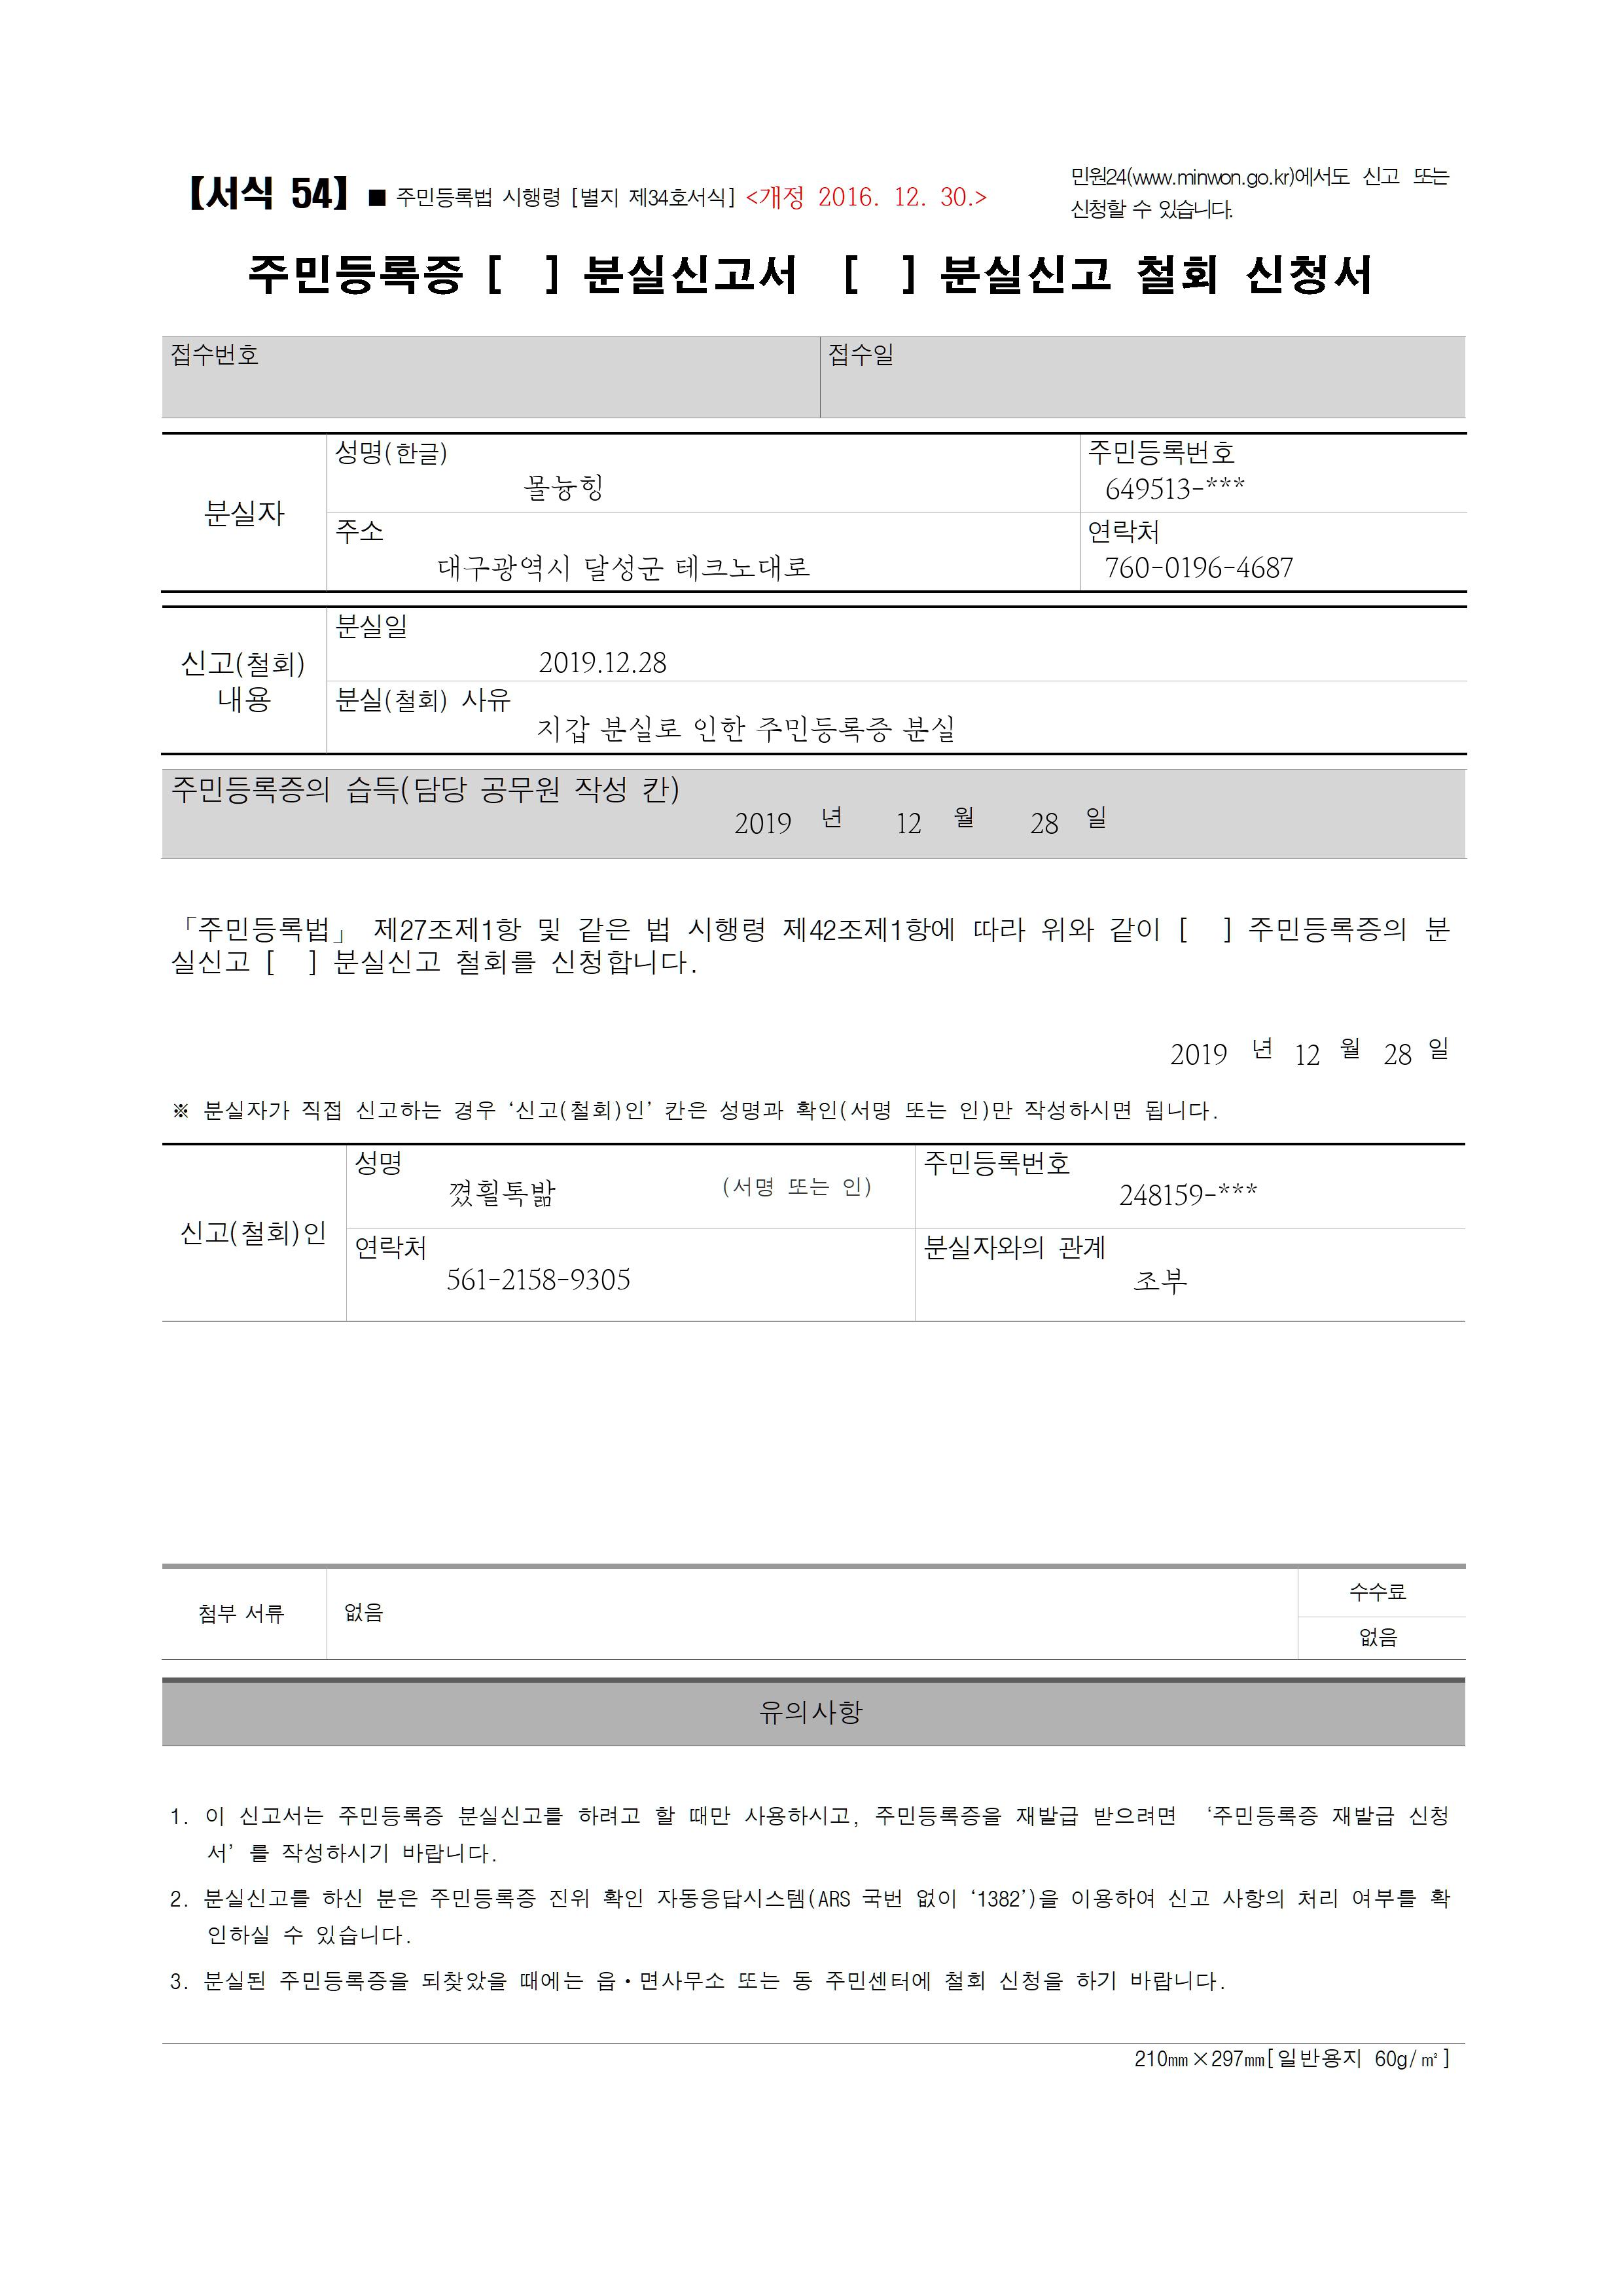 【서식 54】 ■ 주민등록법 시행령 [별지 제34호서식] <개정 2016. 12. 30.>
민원24(www.minwon.go.kr)에서도 신고 또는
신청할 수 있습니다.
주민등록증 [ ] 분실신고서 [ ] 분실신고 철회 신청서
접수번호
접수일
분실자
성명(한글)
몰늏힝
주민등록번호
649513-***
주소
대구광역시 달성군 테크노대로
연락처
760-0196-4687
신고(철회)
내용
분실일
2019.12.28
분실(철회) 사유
지갑 분실로 인한 주민등록증 분실
주민등록증의 습득(담당 공무원 작성 칸)
2019 년 12 월 28 일
「주민등록법」 제27조제1항 및 같은 법 시행령 제42조제1항에 따라 위와 같이 [ ] 주민등록증의 분
실신고 [ ] 분실신고 철회를 신청합니다.
2019 년 12 월 28 일
※ 분실자가 직접 신고하는 경우 ‘신고(철회)인’ 칸은 성명과 확인(서명 또는 인)만 작성하시면 됩니다.
신고(철회)인
성명
꼈휠톡밞 (서명 또는 인)
주민등록번호
248159-***
연락처
561-2158-9305
분실자와의 관계
조부
첨부 서류
없음
수수료
없음
유의사항
1. 이 신고서는 주민등록증 분실신고를 하려고 할 때만 사용하시고, 주민등록증을 재발급 받으려면 ‘주민등록증 재발급 신청
서’를 작성하시기 바랍니다.
2. 분실신고를 하신 분은 주민등록증 진위 확인 자동응답시스템(ARS 국번 없이 ‘1382’)을 이용하여 신고 사항의 처리 여부를 확
인하실 수 있습니다.
3. 분실된 주민등록증을 되찾았을 때에는 읍·면사무소 또는 동 주민센터에 철회 신청을 하기 바랍니다.
210㎜×297㎜[일반용지 60g/㎡]